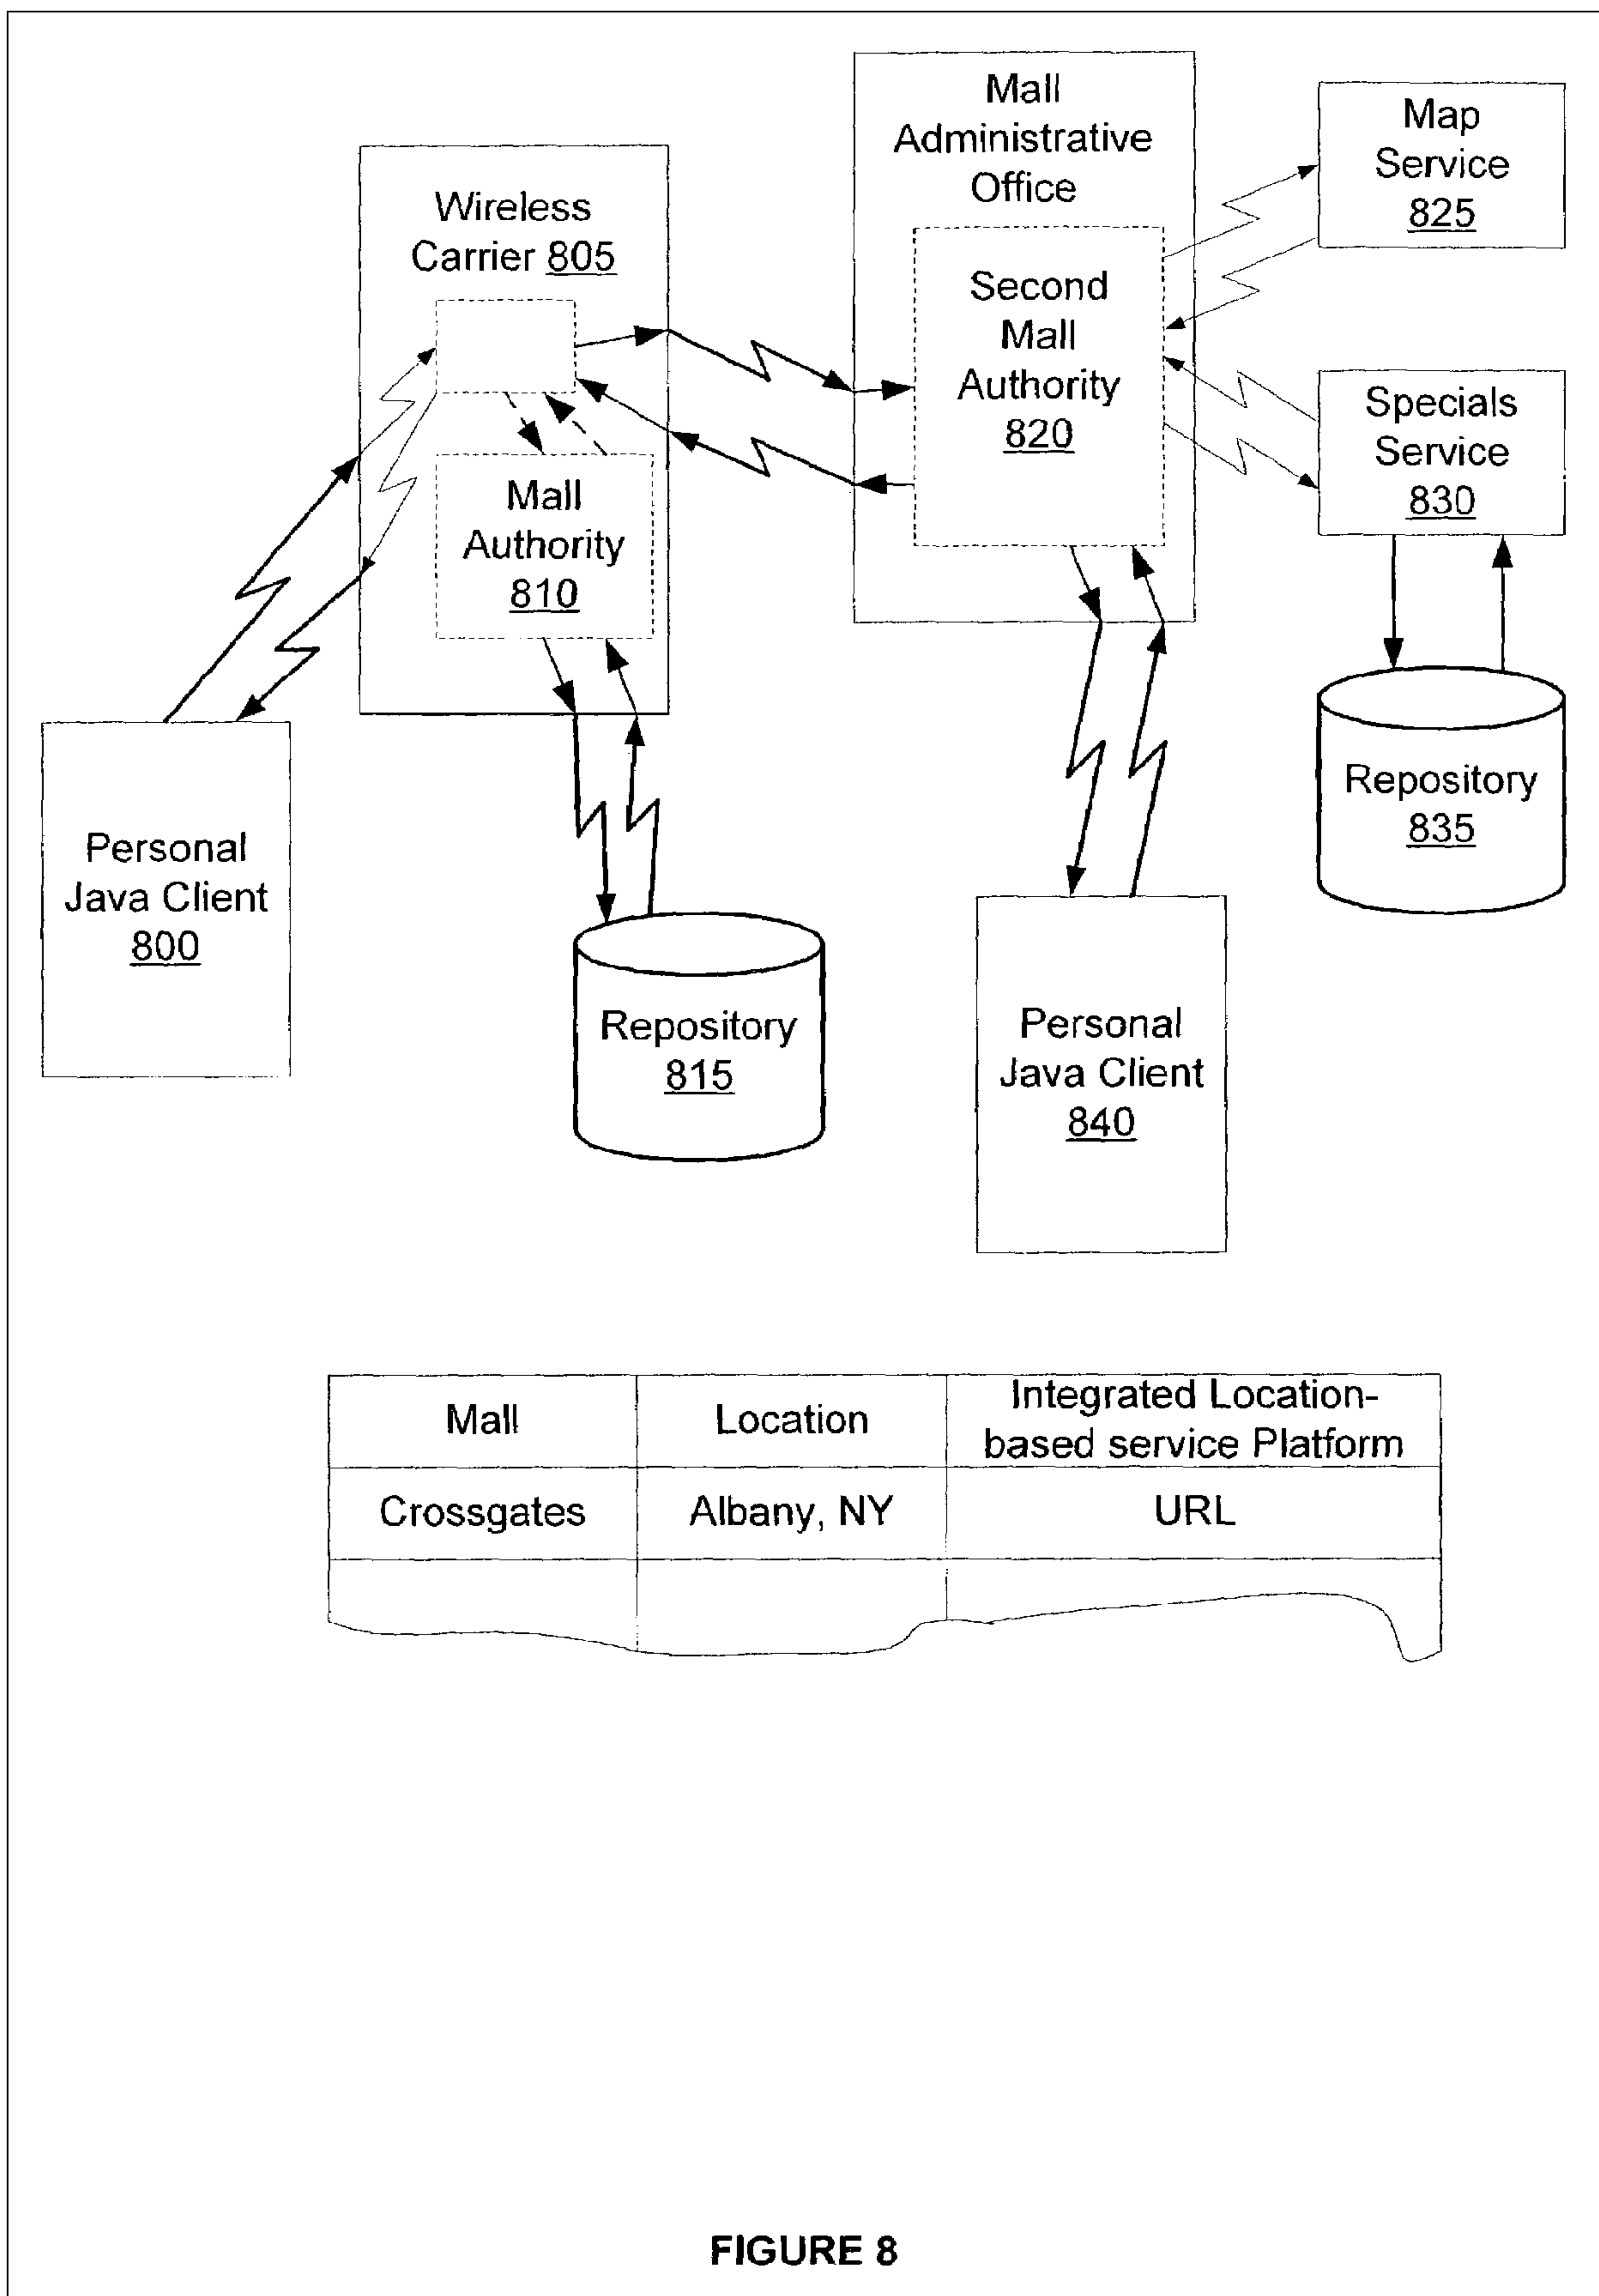 Mall
Administrative
Office
Map
Service
825
Wireless
Carrier 805
Second
Mall
Authority
820
Specials
Service
830
Mall
Authority
810
Repository
835
Personal
Java Client
800
Repository
815
Personal
Java Client
840
Mall
Location
Integrated Location-
based service Platform
Crossgates
Albany, NY
URL
FIGURE 8